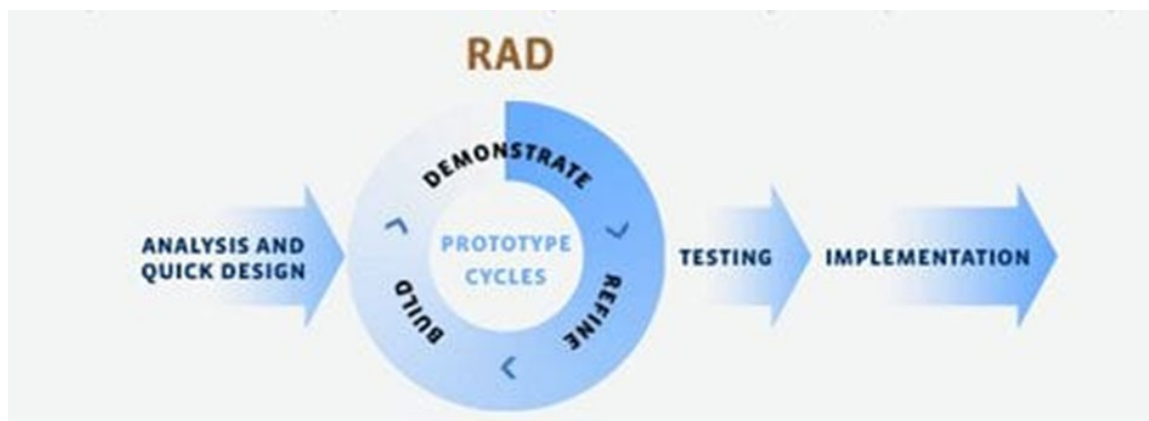 RAD
ANALYSIS AND
QUICK DESIGN
DEMONSTRATE
REFINE
BUILD
PROTOTYPE
CYCLES
TESTING
IMPLEMENTATION